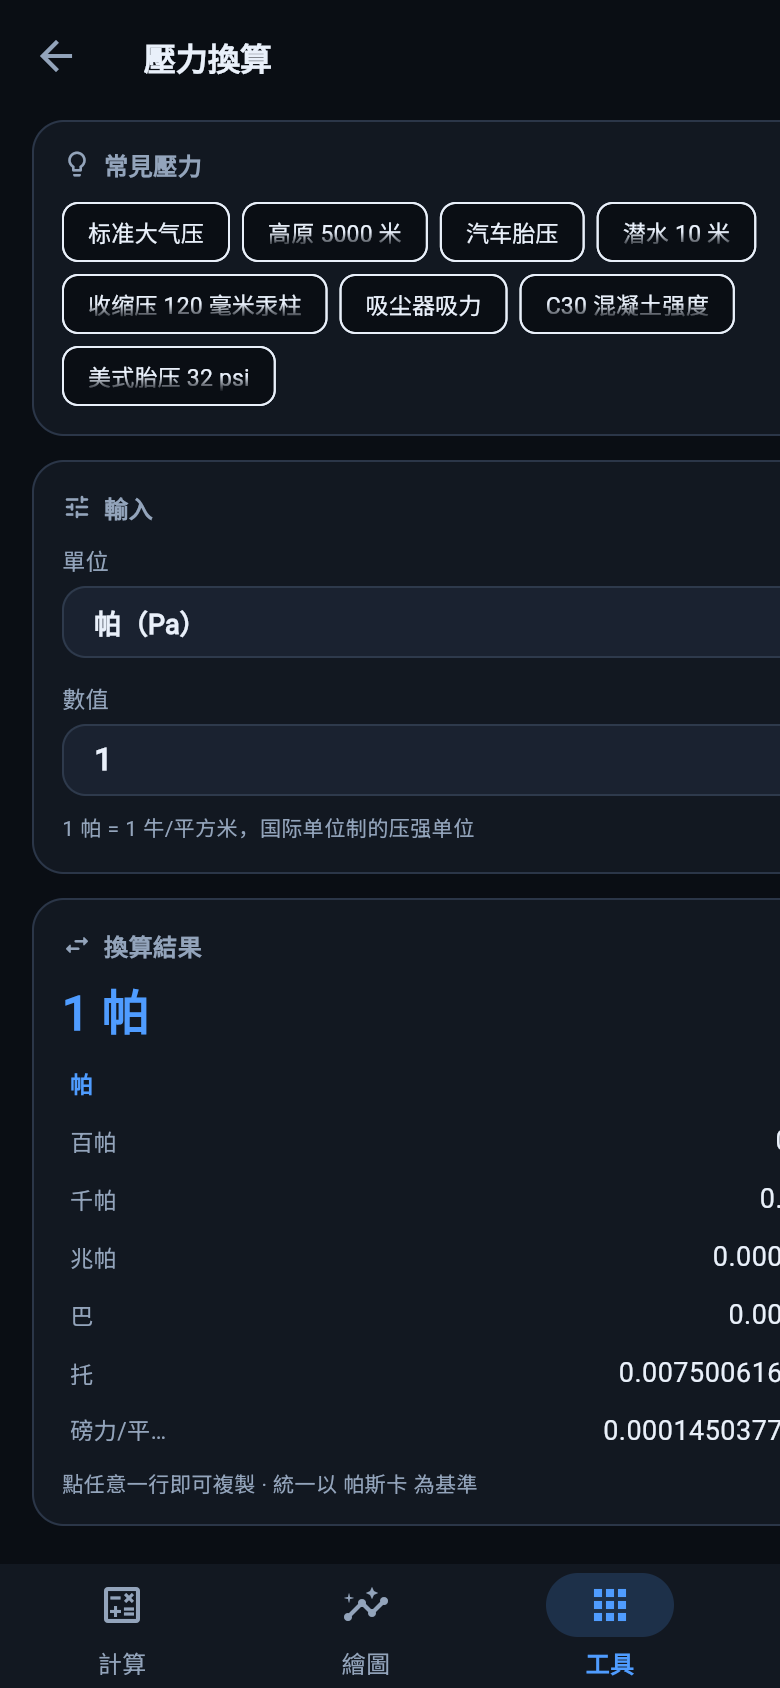 壓力換算
常見壓力
标准大气压 高原 5000 米 汽车胎压 潜水 10 米
收缩压 120 毫米汞柱 吸尘器吸力 C30 混凝土强度
美式胎压 32 psi
輸入
單位
帕（Pa）
數值
1
1 帕 = 1 牛/平方米，国际单位制的压强单位
換算結果
1 帕
帕
百帕
千帕 0.
兆帕 0.000
巴 0.00
托 0.007500616
磅力/平... 0.0001450377
點任意一行即可複製 · 統一以 帕斯卡 為基準
計算 繪圖 工具